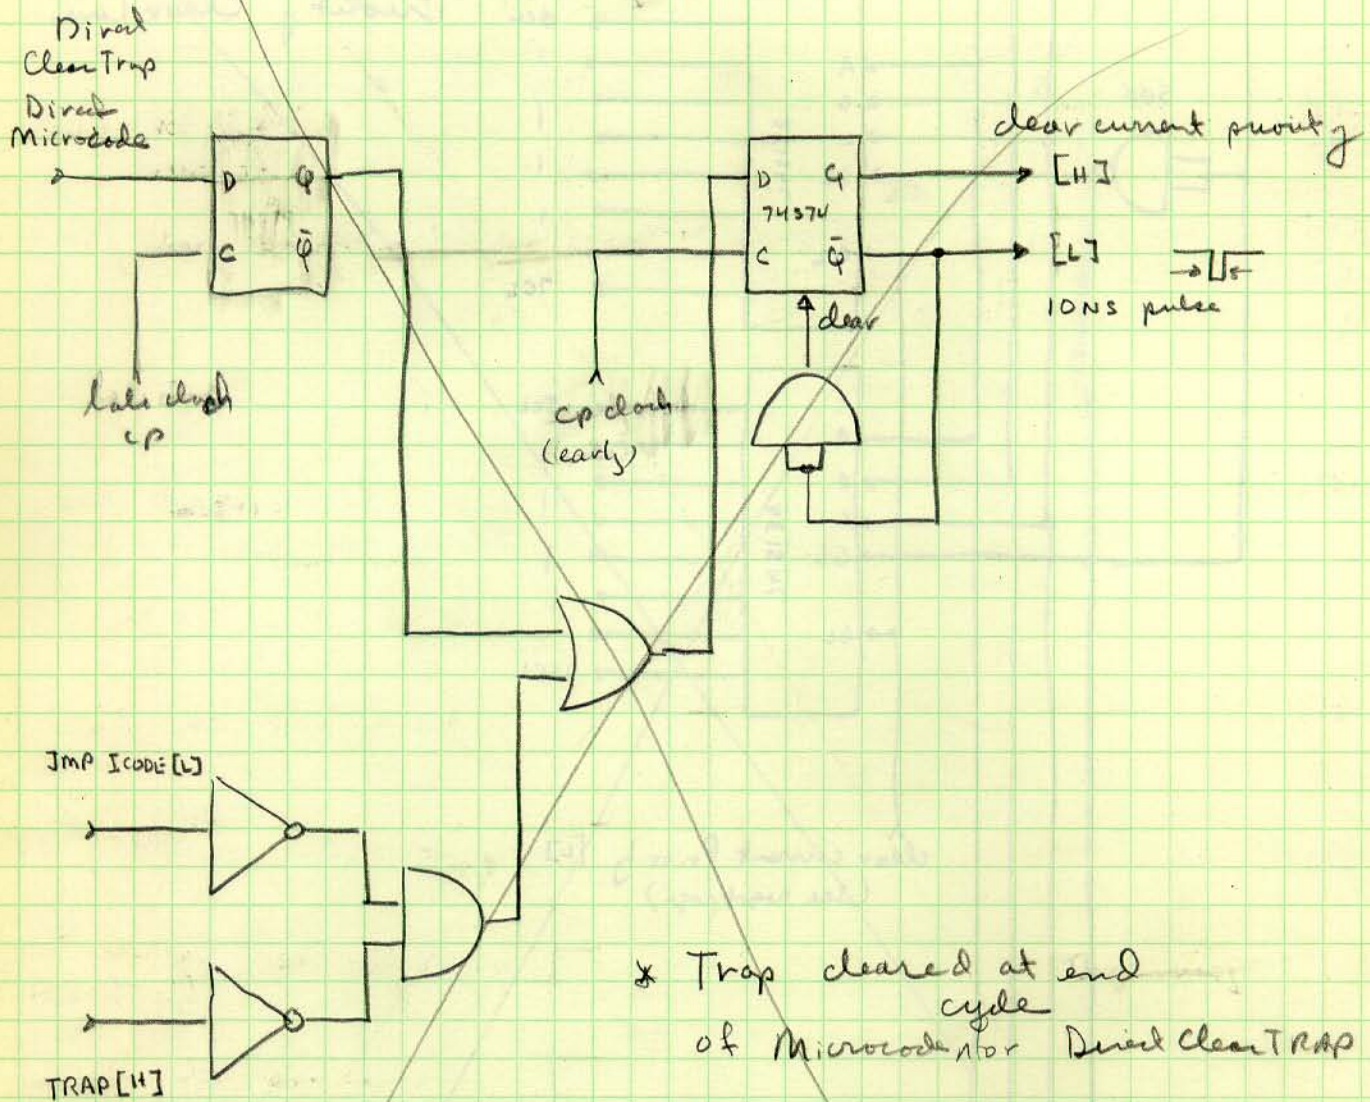 Direct
Clear Trap
Direct
Microcode
D Q
C Q̄
late clock
cp
cp clock
(early)
D Q
74374
C Q̄
clear
clear current priority
[H]
[L]
10NS pulse
JMP ICODE[L]
TRAP[H]
* Trap cleared at end
cycle
of Microcode nor Direct Clear TRAP